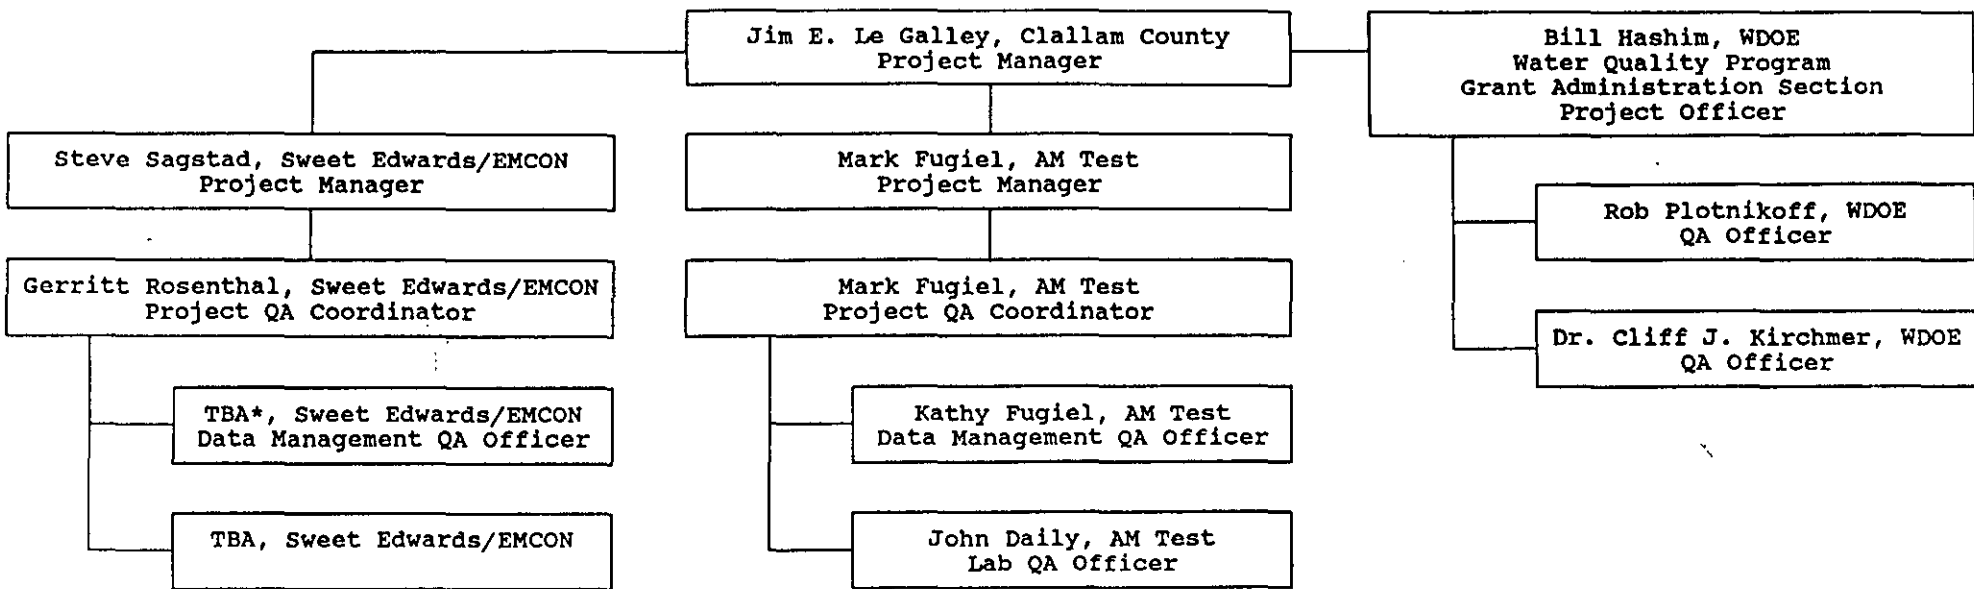 Jim E. Le Galley, Clallam County
Project Manager
Bill Hashim, WDOE
Water Quality Program
Grant Administration Section
Project Officer
Steve Sagstad, Sweet Edwards/EMCON
Project Manager
Mark Fugiel, AM Test
Project Manager
Rob Plotnikoff, WDOE
QA Officer
Gerritt Rosenthal, Sweet Edwards/EMCON
Project QA Coordinator
Mark Fugiel, AM Test
Project QA Coordinator
Dr. Cliff J. Kirchmer, WDOE
QA Officer
TBA*, Sweet Edwards/EMCON
Data Management QA Officer
Kathy Fugiel, AM Test
Data Management QA Officer
TBA, Sweet Edwards/EMCON
John Daily, AM Test
Lab QA Officer